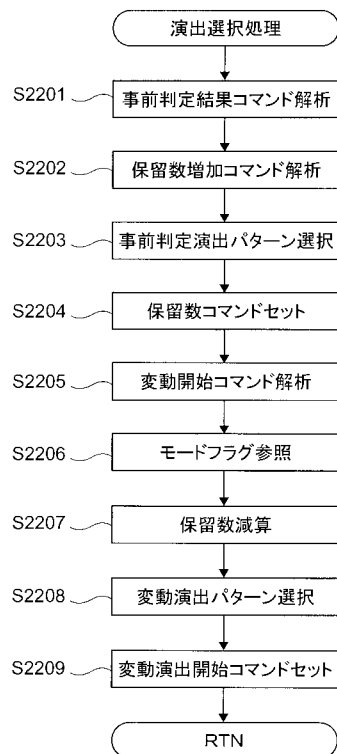 演出選択処理
S2201 事前判定結果コマンド解析
S2202 保留数増加コマンド解析
S2203 事前判定演出パターン選択
S2204 保留数コマンドセット
S2205 変動開始コマンド解析
S2206 モードフラグ参照
S2207 保留数減算
S2208 変動演出パターン選択
S2209 変動演出開始コマンドセット
RTN